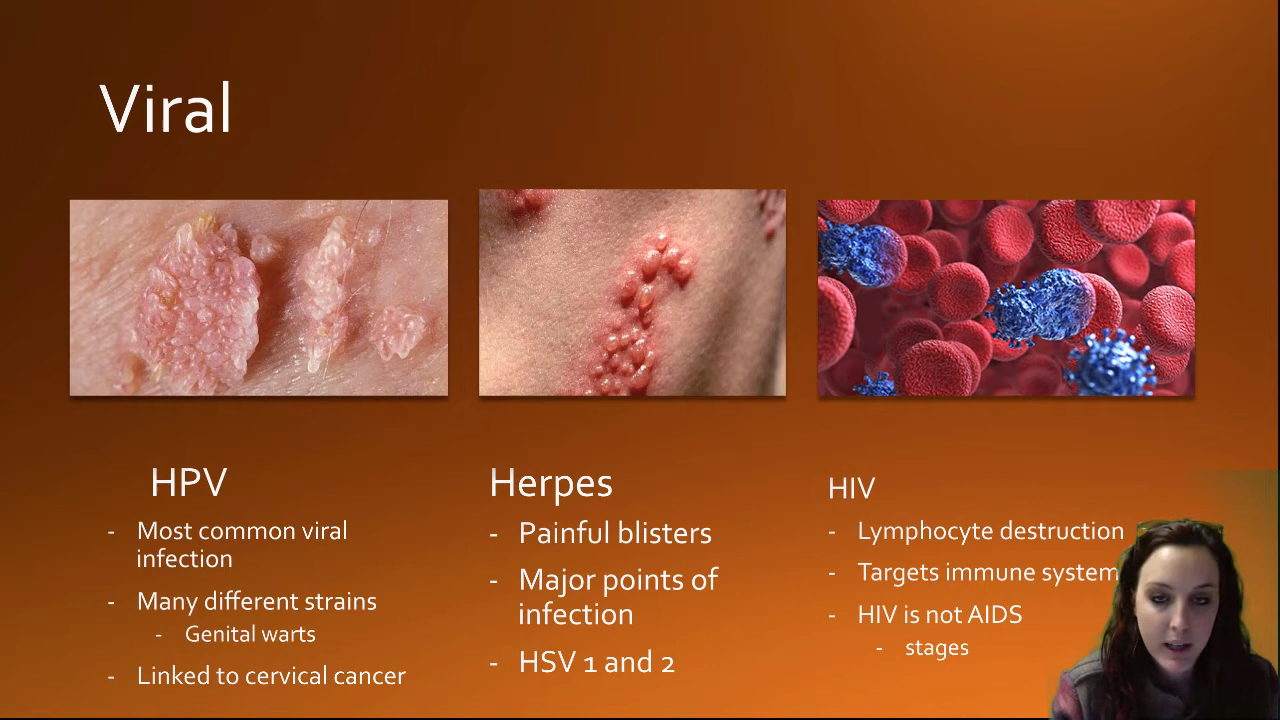 Viral
HPV
- Most common viral
infection
- Many different strains
- Genital warts
- Linked to cervical cancer
Herpes
- Painful blisters
- Major points of
infection
- HSV 1 and 2
HIV
- Lymphocyte destruction
- Targets immune system
- HIV is not AIDS
- stages